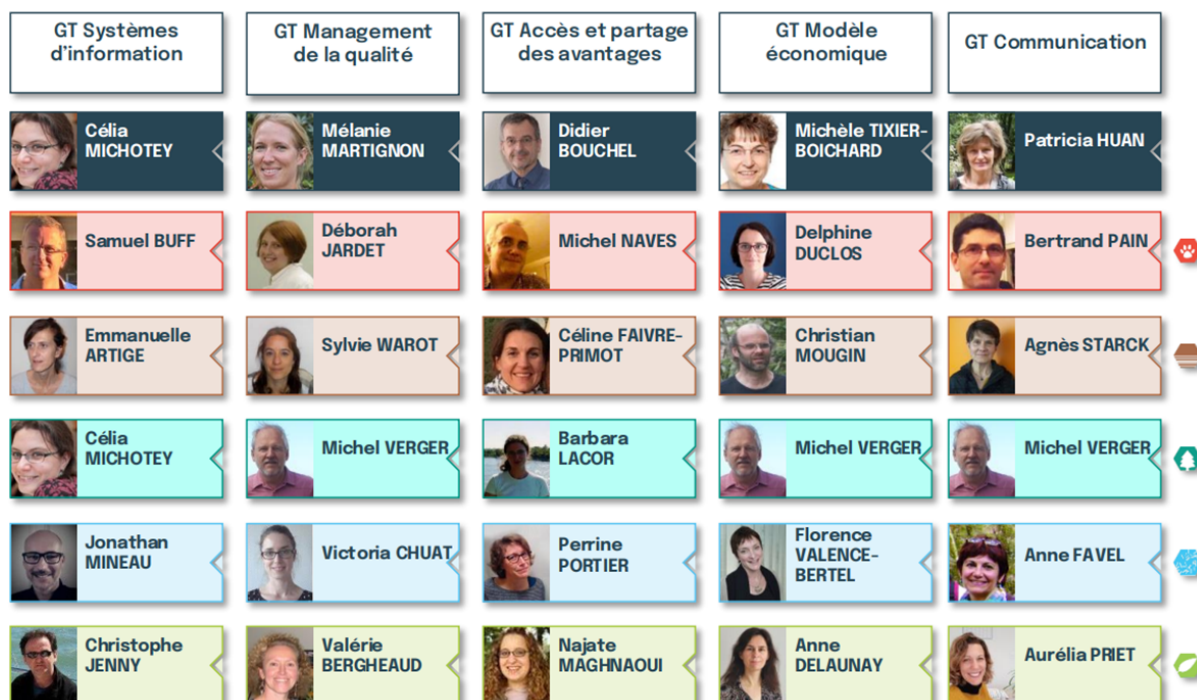 GT Systèmes
d'information
GT Management
de la qualité
GT Accès et partage
des avantages
GT Modèle
économique
GT Communication
Célia
MICHOTEY
Mélanie
MARTIGNON
Didier
BOUCHEL
Michèle TIXIER-
BOICHARD
Patricia HUAN
Samuel BUFF
Déborah
JARDET
Michel NAVES
Delphine
DUCLOS
Bertrand PAIN
Emmanuelle
ARTIGE
Sylvie WAROT
Céline FAIVRE-
PRIMOT
Christian
MOUGIN
Agnès STARCK
Célia
MICHOTEY
Michel VERGER
Barbara
LACOR
Michel VERGER
Michel VERGER
Jonathan
MINEAU
Victoria CHUAT
Perrine
PORTIER
Florence
VALENCE-
BERTEL
Anne FAVEL
Christophe
JENNY
Valérie
BERGHEAUD
Najate
MAGHNAOUI
Anne
DELAUNAY
Aurélia PRIET